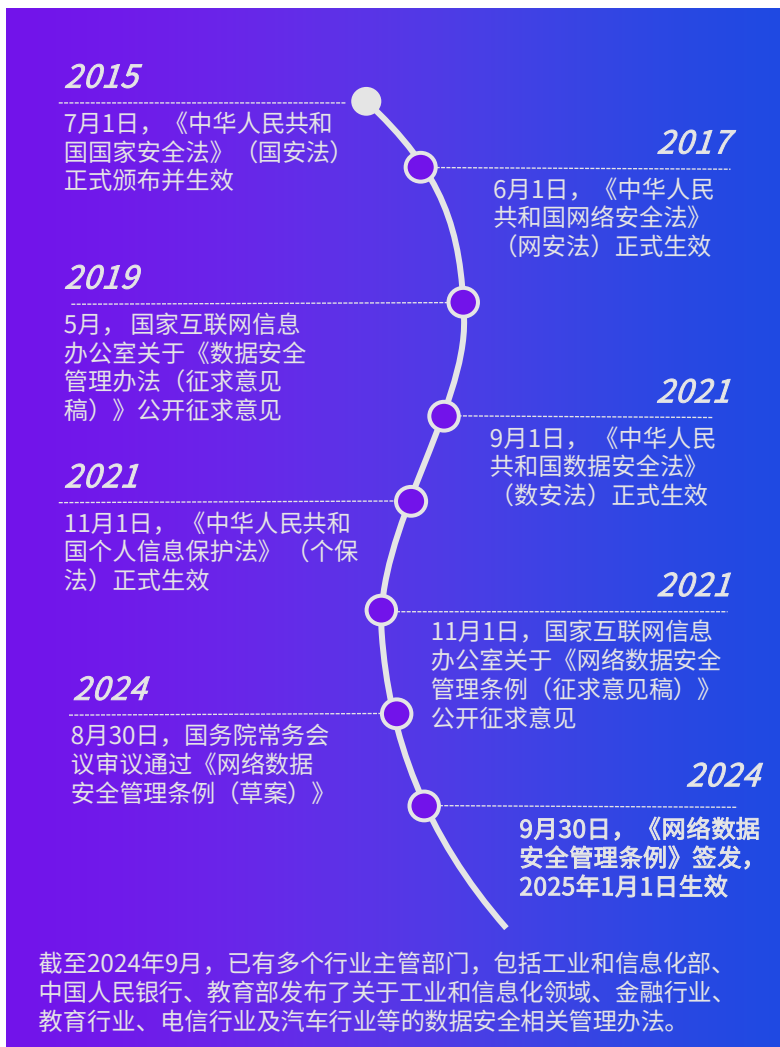 2015
7月1日，《中华人民共和
国国家安全法》（国安法）
正式颁布并生效
2017
6月1日，《中华人民
共和国网络安全法》
（网安法）正式生效
2019
5月， 国家互联网信息
办公室关于《数据安全
管理办法（征求意见
稿）》公开征求意见
2021
9月1日， 《中华人民
共和国数据安全法》
（数安法）正式生效
2021
11月1日， 《中华人民共和
国个人信息保护法》（个保
法）正式生效
2021
11月1日，国家互联网信息
办公室关于《网络数据安全
管理条例（征求意见稿）》
公开征求意见
2024
8月30日，国务院常务会
议审议通过《网络数据
安全管理条例（草案）》
2024
9月30日，《网络数据
安全管理条例》签发，
2025年1月1日生效
截至2024年9月，已有多个行业主管部门，包括工业和信息化部、
中国人民银行、教育部发布了关于工业和信息化领域、金融行业、
教育行业、电信行业及汽车行业等的数据安全相关管理办法。